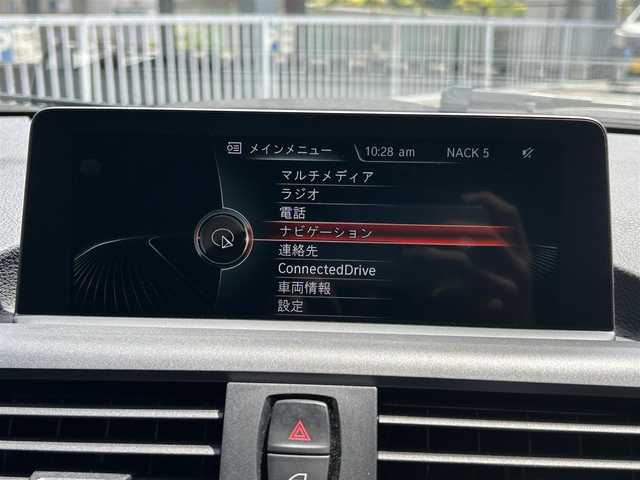 メインメニュー 10:28 am NACK 5
マルチメディア
ラジオ
電話
ナビゲーション
連絡先
ConnectedDrive
車両情報
設定